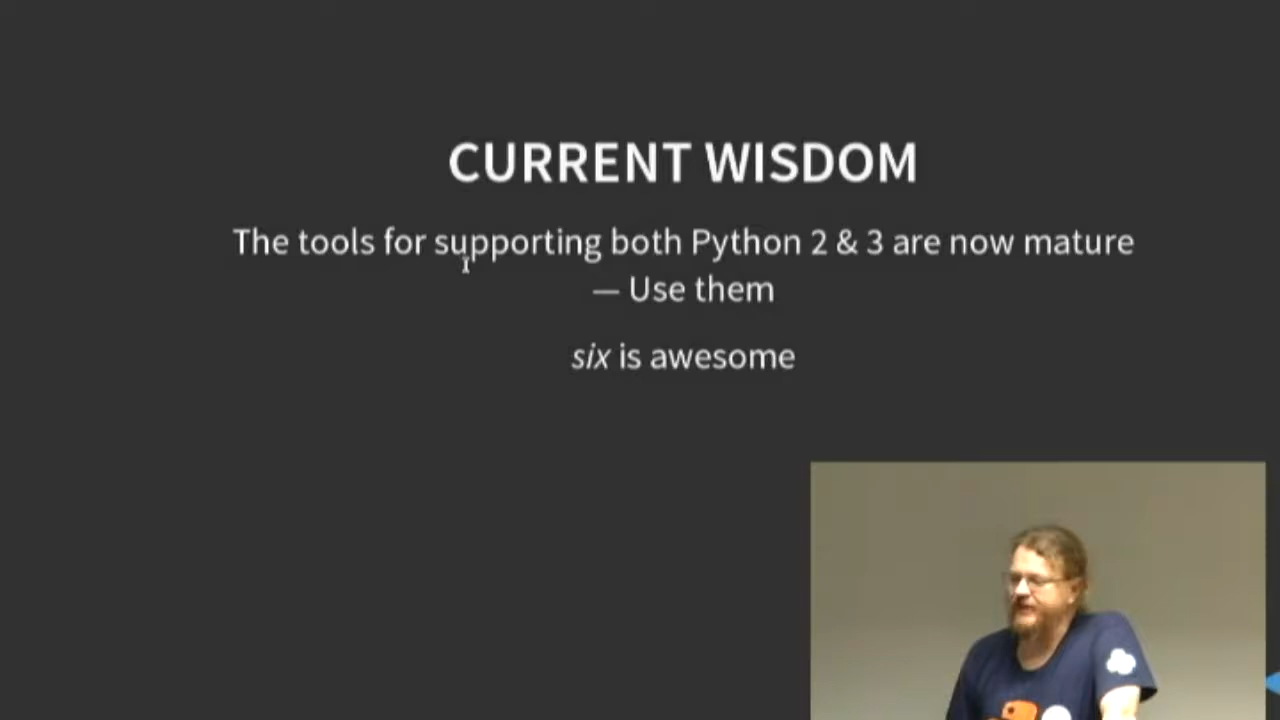 CURRENT WISDOM
The tools for supporting both Python 2 & 3 are now mature
— Use them
six is awesome